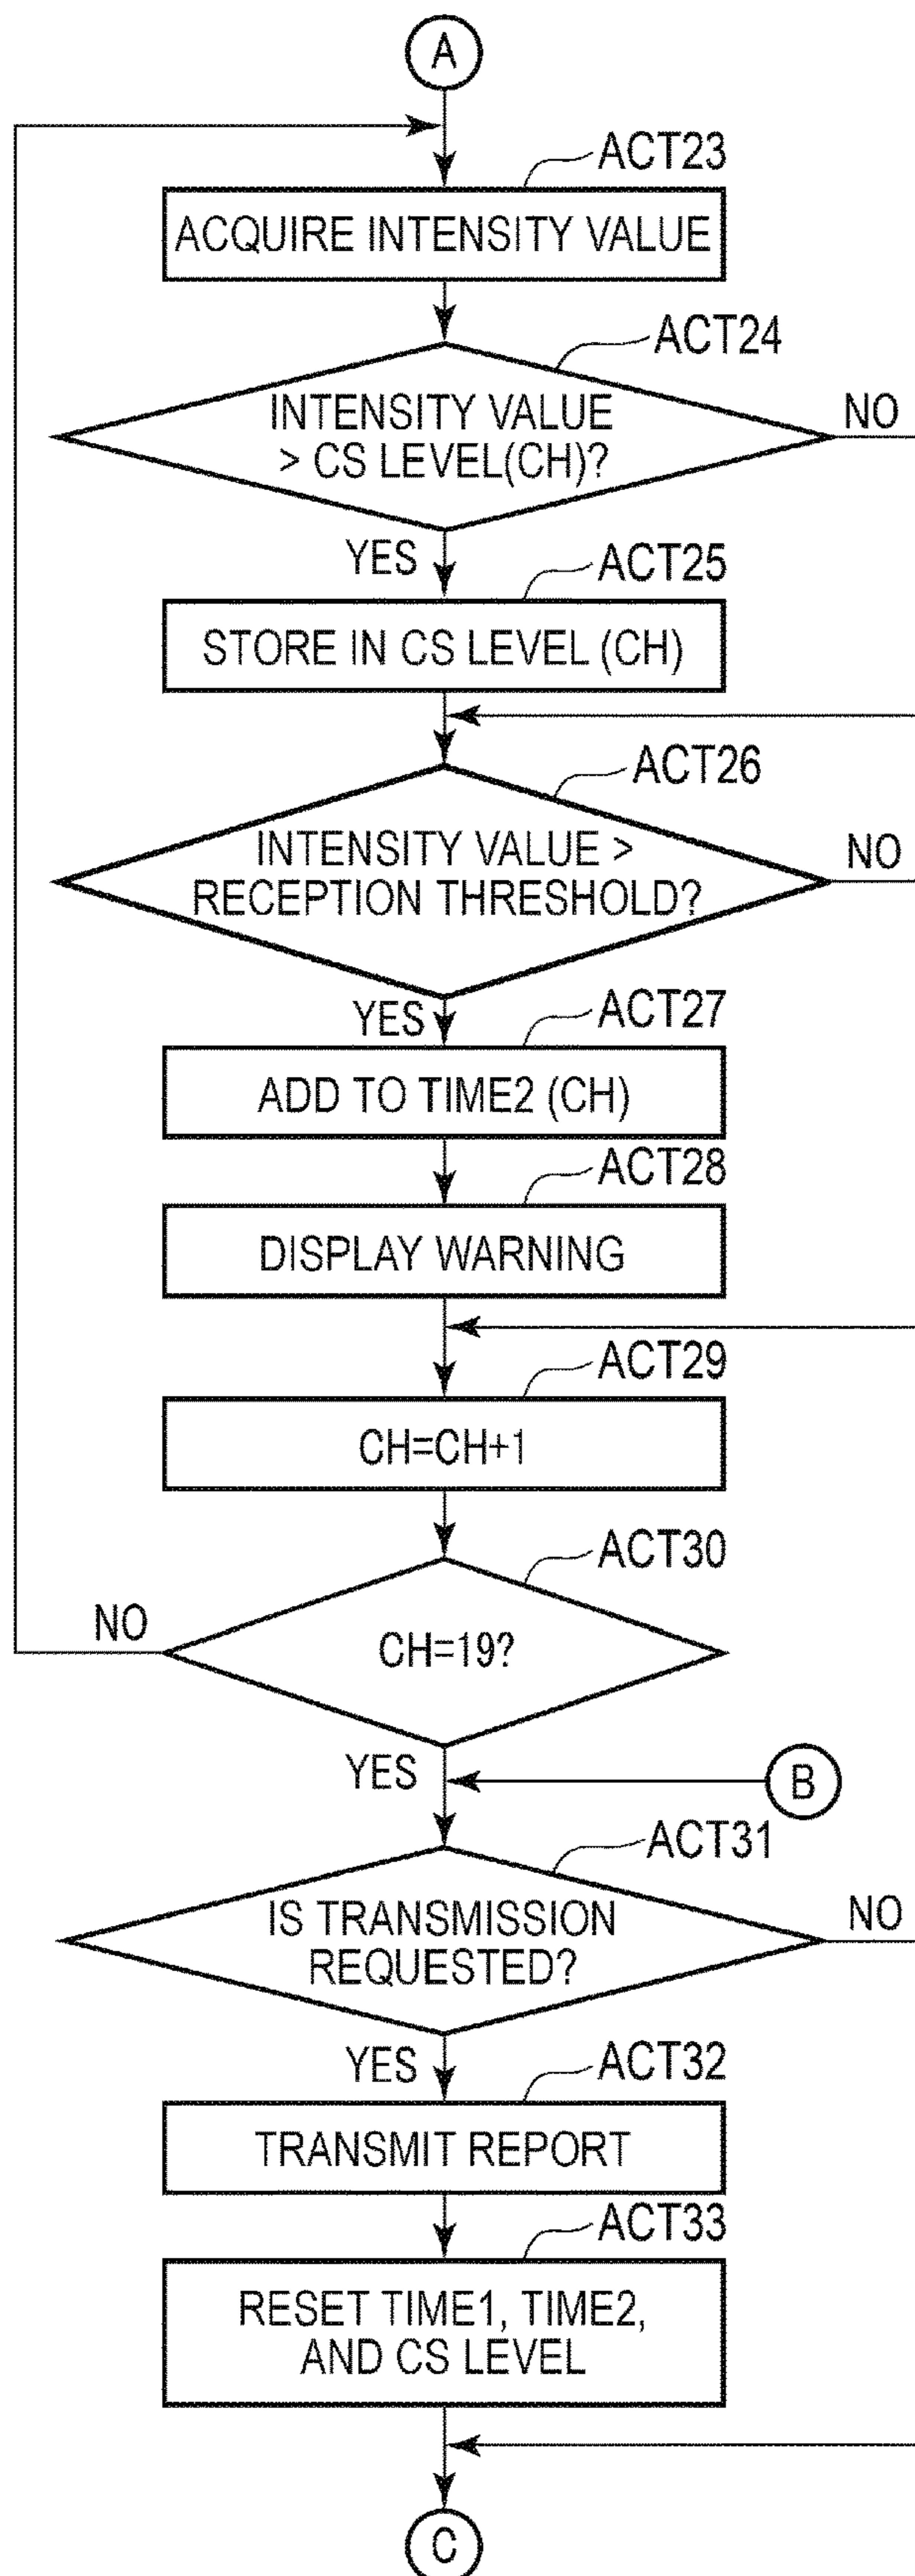 A
ACT23
ACQUIRE INTENSITY VALUE
ACT24
INTENSITY VALUE
> CS LEVEL(CH)?
NO
YES
ACT25
STORE IN CS LEVEL (CH)
ACT26
INTENSITY VALUE >
RECEPTION THRESHOLD?
NO
YES
ACT27
ADD TO TIME2 (CH)
ACT28
DISPLAY WARNING
ACT29
CH=CH+1
ACT30
NO
CH=19?
YES
B
ACT31
IS TRANSMISSION
REQUESTED?
NO
YES
ACT32
TRANSMIT REPORT
ACT33
RESET TIME1, TIME2,
AND CS LEVEL
C